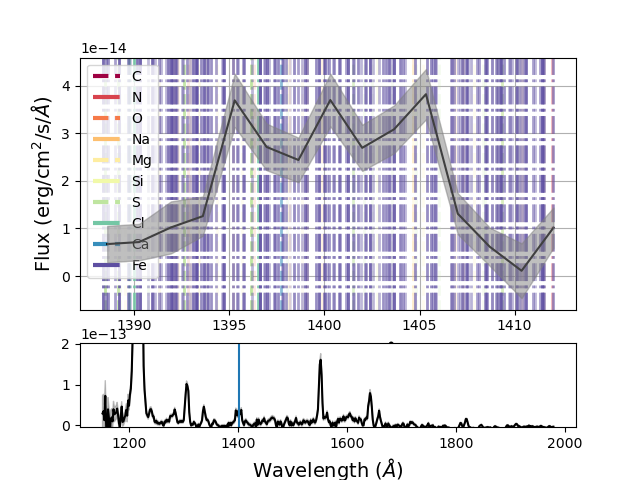 1e−14
C
N
O
Na
Mg
Si
S
Cl
Ca
Fe
Flux (erg/cm²/s/Å)
4
3
2
1
0
1390 1395 1400 1405 1410
1e−13
2
1
0
1200 1400 1600 1800 2000
Wavelength (Å)